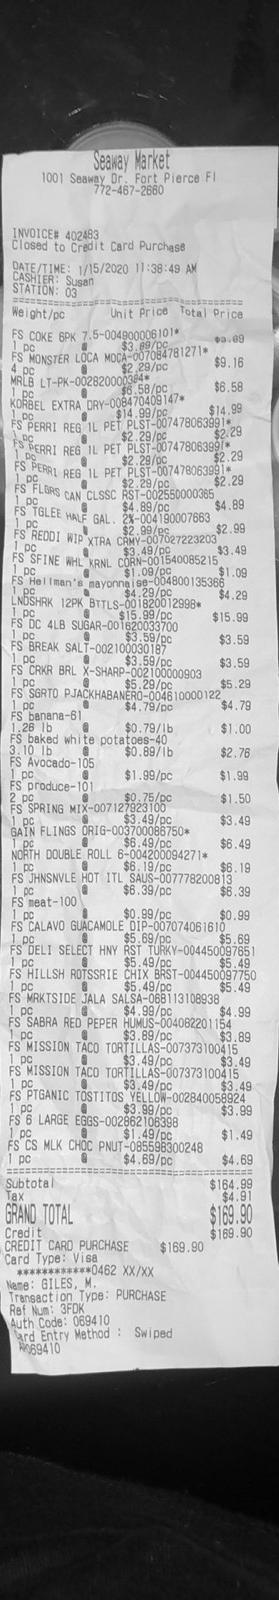 Seaway Market
1001 Seaway Dr. Fort Pierce Fl
772-467-2660
INVOICE# 402483
Closed to Credit Card Purchase
DATE/TIME: 1/15/2020 11:38:49 AM
CASHIER: Susan
STATION: 03
Weight/pc Unit Price Total Price
FS COKE 6PK 7.5-004900006101*
1 pc @ $3.89/pc $3.89
FS MONSTER LOCA MOCA-007084781271*
4 pc @ $2.29/pc $9.16
MRLB LT-PK-002820000384*
1 pc @ $6.58/pc $6.58
KORBEL EXTRA DRY-008470409147*
1 pc @ $14.99/pc $14.99
FS PERRI REG 1L PET PLST-007478063991*
1 pc @ $2.29/pc $2.29
FS PERRI REG 1L PET PLST-007478063991*
1 pc @ $2.29/pc $2.29
FS PERRI REG 1L PET PLST-007478063991*
1 pc @ $2.29/pc $2.29
FS FLGRS CAN CLSSC RST-002550000365
1 pc @ $4.89/pc $4.89
FS TGLEE HALF GAL. 2%-004190007663
1 pc @ $2.99/pc $2.99
FS REDDI WIP XTRA CRMY-007027223203
1 pc @ $3.49/pc $3.49
FS SFINE WHL KRNL CORN-001540085215
1 pc @ $1.09/pc $1.09
FS Hellman's mayonnaise-004800135366
1 pc @ $4.29/pc $4.29
LNDSHRK 12PK BTTLS-001820012998*
1 pc @ $15.99/pc $15.99
FS DC 4LB SUGAR-001620033700
1 pc @ $3.59/pc $3.59
FS BREAK SALT-002100030187
1 pc @ $3.59/pc $3.59
FS CRKR BRL X-SHARP-002100000903
1 pc @ $5.29/pc $5.29
FS SGRTO PJACKHABANERO-004610000122
1 pc @ $4.79/pc $4.79
FS banana-61
1.26 lb @ $0.79/lb $1.00
FS baked white potatoes-40
3.10 lb @ $0.89/lb $2.76
FS Avocado-105
1 pc @ $1.99/pc $1.99
FS produce-101
2 pc @ $0.75/pc $1.50
FS SPRING MIX-007127923100
1 pc @ $3.49/pc $3.49
GAIN FLINGS ORIG-003700086750*
1 pc @ $6.49/pc $6.49
NORTH DOUBLE ROLL 6-004200094271*
1 pc @ $6.19/pc $6.19
FS JHNSNVLE HOT ITL SAUS-007778200813
1 pc @ $6.39/pc $6.39
FS meat-100
1 pc @ $0.99/pc $0.99
FS CALAVO GUACAMOLE DIP-007074061610
1 pc @ $5.69/pc $5.69
FS DELI SELECT HNY RST TURKY-004450097651
1 pc @ $5.49/pc $5.49
FS HILLSH ROTSSRIE CHIX BRST-004450097750
1 pc @ $5.49/pc $5.49
FS MRKTSIDE JALA SALSA-068113108938
1 pc @ $4.99/pc $4.99
FS SABRA RED PEPER HUMUS-004082201154
1 pc @ $3.89/pc $3.89
FS MISSION TACO TORTILLAS-007373100415
1 pc @ $3.49/pc $3.49
FS MISSION TACO TORTILLAS-007373100415
1 pc @ $3.49/pc $3.49
FS PTGANIC TOSTITOS YELLOW-002840058924
1 pc @ $3.99/pc $3.99
FS 6 LARGE EGGS-002862106398
1 pc @ $1.49/pc $1.49
FS CS MLK CHOC PNUT-085598300248
1 pc @ $4.69/pc $4.69
Subtotal $164.99
Tax $4.91
GRAND TOTAL $169.90
Credit $169.90
CREDIT CARD PURCHASE $169.90
Card Type: Visa
************0462 XX/XX
Name: GILES, M.
Transaction Type: PURCHASE
Ref Num: 3FDK
Auth Code: 069410
Card Entry Method : Swiped
069410